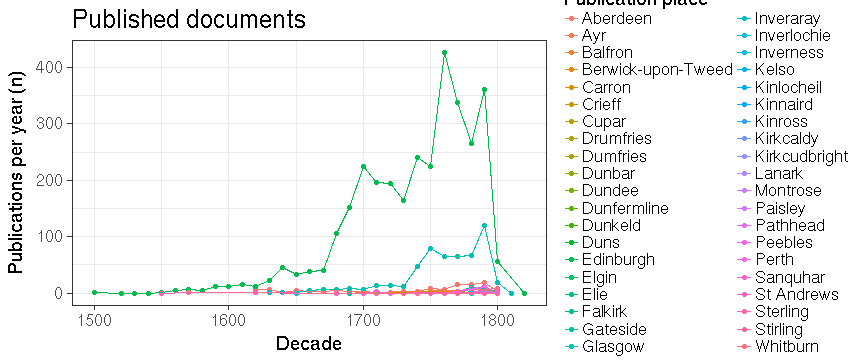 Published documents
Publications per year (n)
400
300
200
100
0
1500
1600
1700
1800
Decade
Publication place
Aberdeen
Ayr
Balfron
Berwick-upon-Tweed
Carron
Crieff
Cupar
Drumfries
Dumfries
Dunbar
Dundee
Dunfermline
Dunkeld
Duns
Edinburgh
Elgin
Elie
Falkirk
Gateside
Glasgow
Inveraray
Inverlochie
Inverness
Kelso
Kinlocheil
Kinnaird
Kinross
Kirkcaldy
Kirkcudbright
Lanark
Montrose
Paisley
Pathhead
Peebles
Perth
Sanquhar
St Andrews
Sterling
Stirling
Whitburn